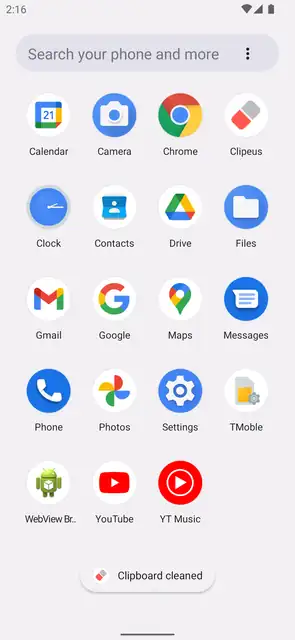 2:16
Search your phone and more
21
Calendar
Camera
Chrome
Clipeus
Clock
Contacts
Drive
Files
Gmail
Google
Maps
Messages
Phone
Photos
Settings
TMoble
WebView Br..
YouTube
YT Music
Clipboard cleaned